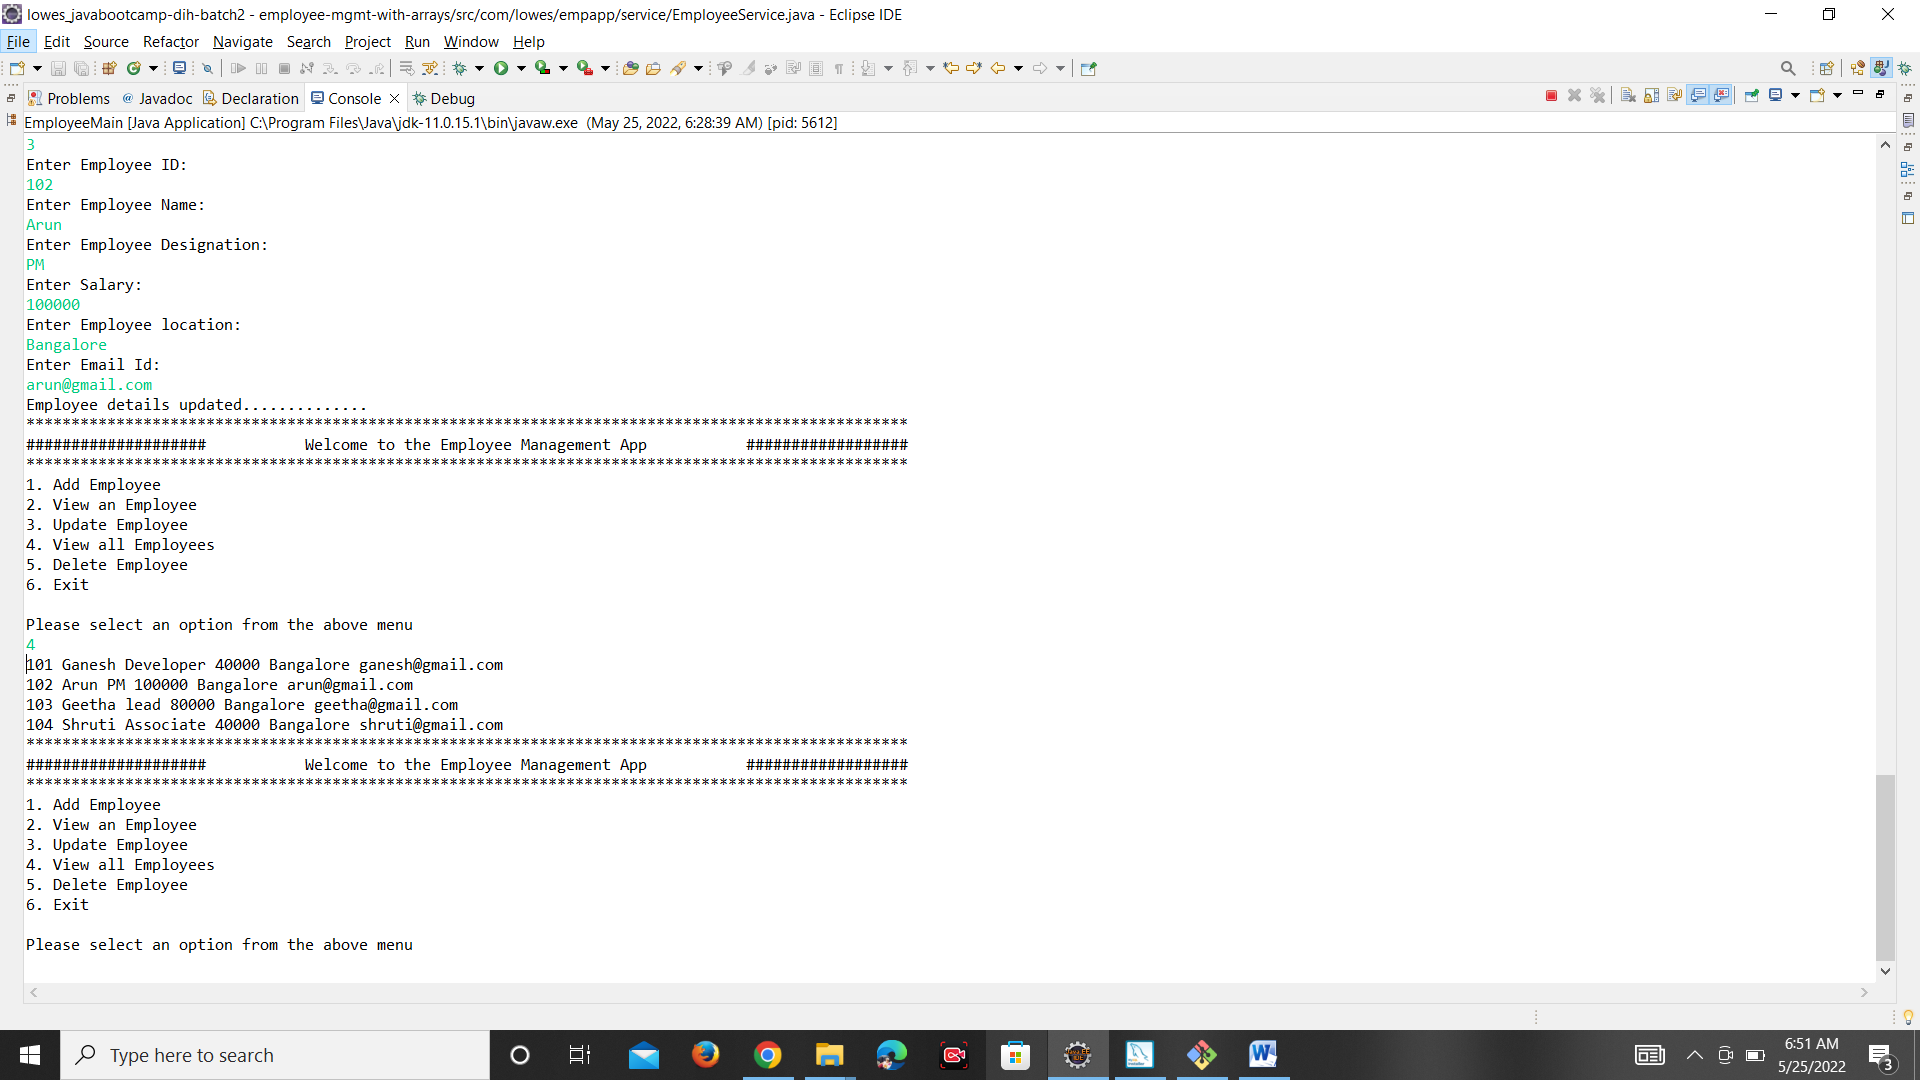 lowes_javabootcamp-dih-batch2 - employee-mgmt-with-arrays/src/com/lowes/empapp/service/EmployeeService.java - Eclipse IDE
File Edit Source Refactor Navigate Search Project Run Window Help
Problems @ Javadoc Declaration Console Debug
EmployeeMain [Java Application] C:\Program Files\Java\jdk-11.0.15.1\bin\javaw.exe (May 25, 2022, 6:28:39 AM) [pid: 5612]
3
Enter Employee ID:
102
Enter Employee Name:
Arun
Enter Employee Designation:
PM
Enter Salary:
100000
Enter Employee location:
Bangalore
Enter Email Id:
arun@gmail.com
Employee details updated..............
**************************************************************************************************
####################           Welcome to the Employee Management App           ##################
**************************************************************************************************
1. Add Employee
2. View an Employee
3. Update Employee
4. View all Employees
5. Delete Employee
6. Exit
Please select an option from the above menu
4
101 Ganesh Developer 40000 Bangalore ganesh@gmail.com
102 Arun PM 100000 Bangalore arun@gmail.com
103 Geetha lead 80000 Bangalore geetha@gmail.com
104 Shruti Associate 40000 Bangalore shruti@gmail.com
**************************************************************************************************
####################           Welcome to the Employee Management App           ##################
**************************************************************************************************
1. Add Employee
2. View an Employee
3. Update Employee
4. View all Employees
5. Delete Employee
6. Exit
Please select an option from the above menu
Type here to search
6:51 AM
5/25/2022
3